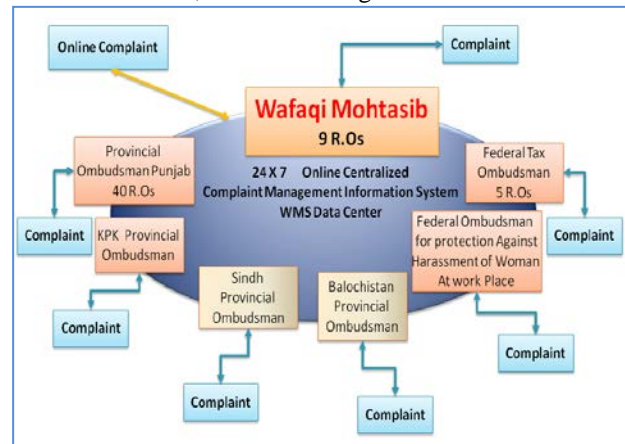 Online Complaint
Complaint
Wafaqi Mohtasib
9 R.Os
Provincial
Ombudsman Punjab
40 R.Os
24 X 7 Online Centralized
Complaint Management Information System
WMS Data Center
Federal Tax
Ombudsman
5 R.Os
Complaint
KPK Provincial
Ombudsman
Federal Ombudsman
for protection Against
Harassment of Woman
At work Place
Complaint
Sindh
Provincial
Ombudsman
Balochistan
Provincial
Ombudsman
Complaint
Complaint
Complaint
Complaint